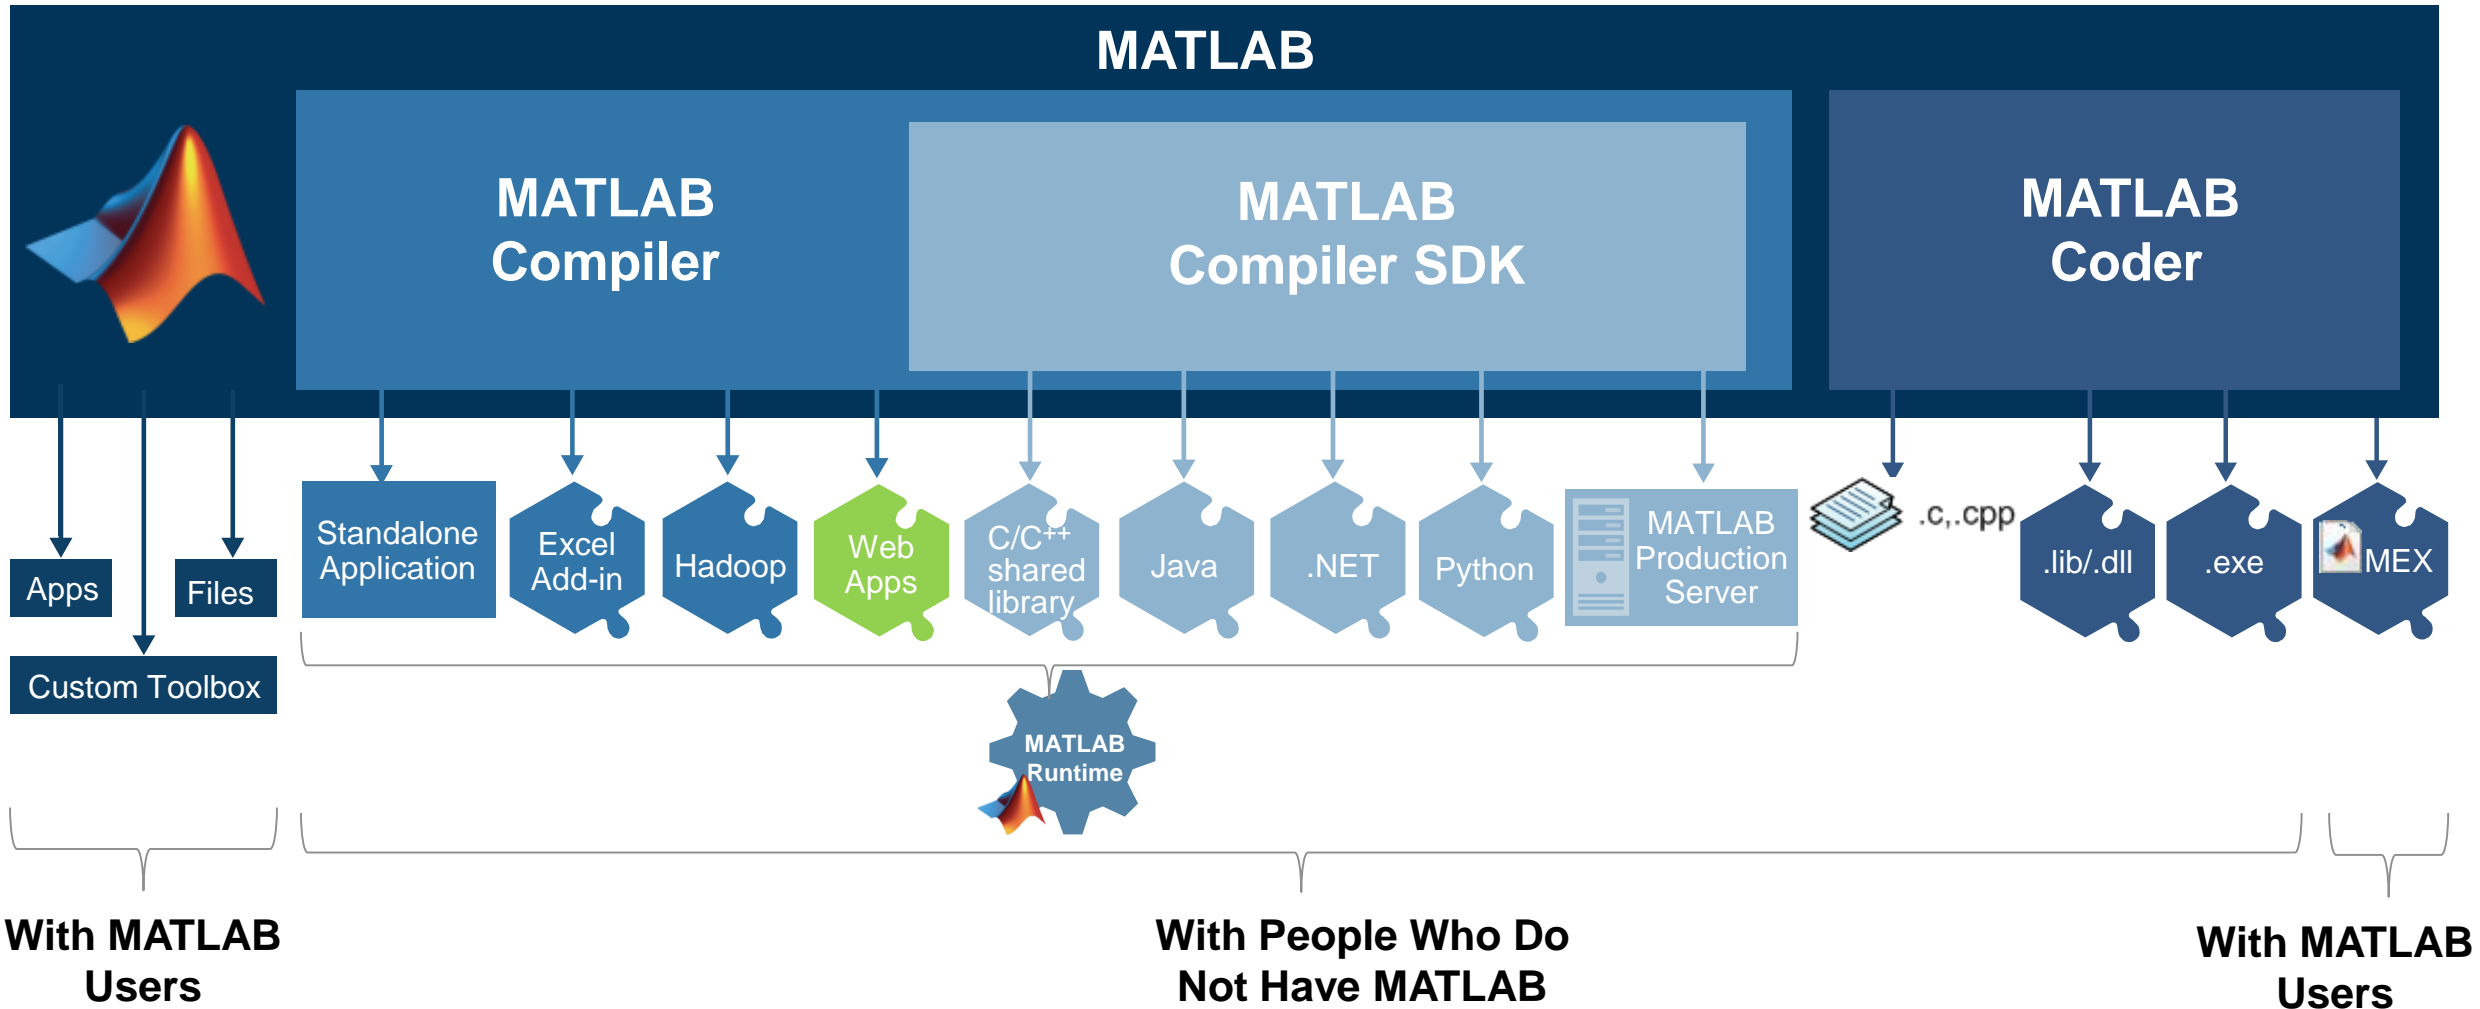 MATLAB
MATLAB
Compiler
MATLAB
Compiler SDK
MATLAB
Coder
Apps
Files
Custom Toolbox
Standalone
Application
Excel
Add-in
Hadoop
Web
Apps
C/C++
shared
library
Java
.NET
Python
MATLAB
Production
Server
.c,.cpp
.lib/.dll
.exe
MEX
MATLAB
Runtime
With MATLAB
Users
With People Who Do
Not Have MATLAB
With MATLAB
Users